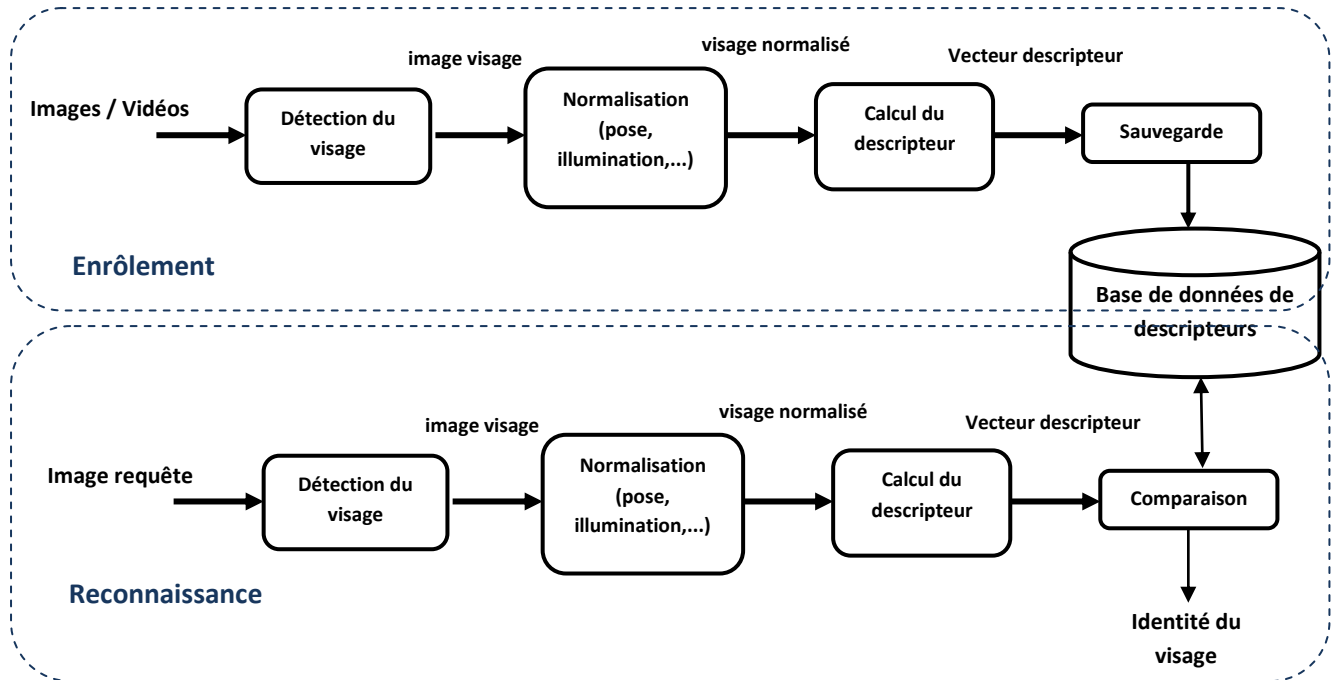 image visage
visage normalisé
Vecteur descripteur
Images / Vidéos
Détection du
visage
Normalisation
(pose,
illumination,...)
Calcul du
descripteur
Sauvegarde
Enrôlement
Base de données de
descripteurs
image visage
visage normalisé
Vecteur descripteur
Image requête
Détection du
visage
Normalisation
(pose,
illumination,...)
Calcul du
descripteur
Comparaison
Reconnaissance
Identité du
visage